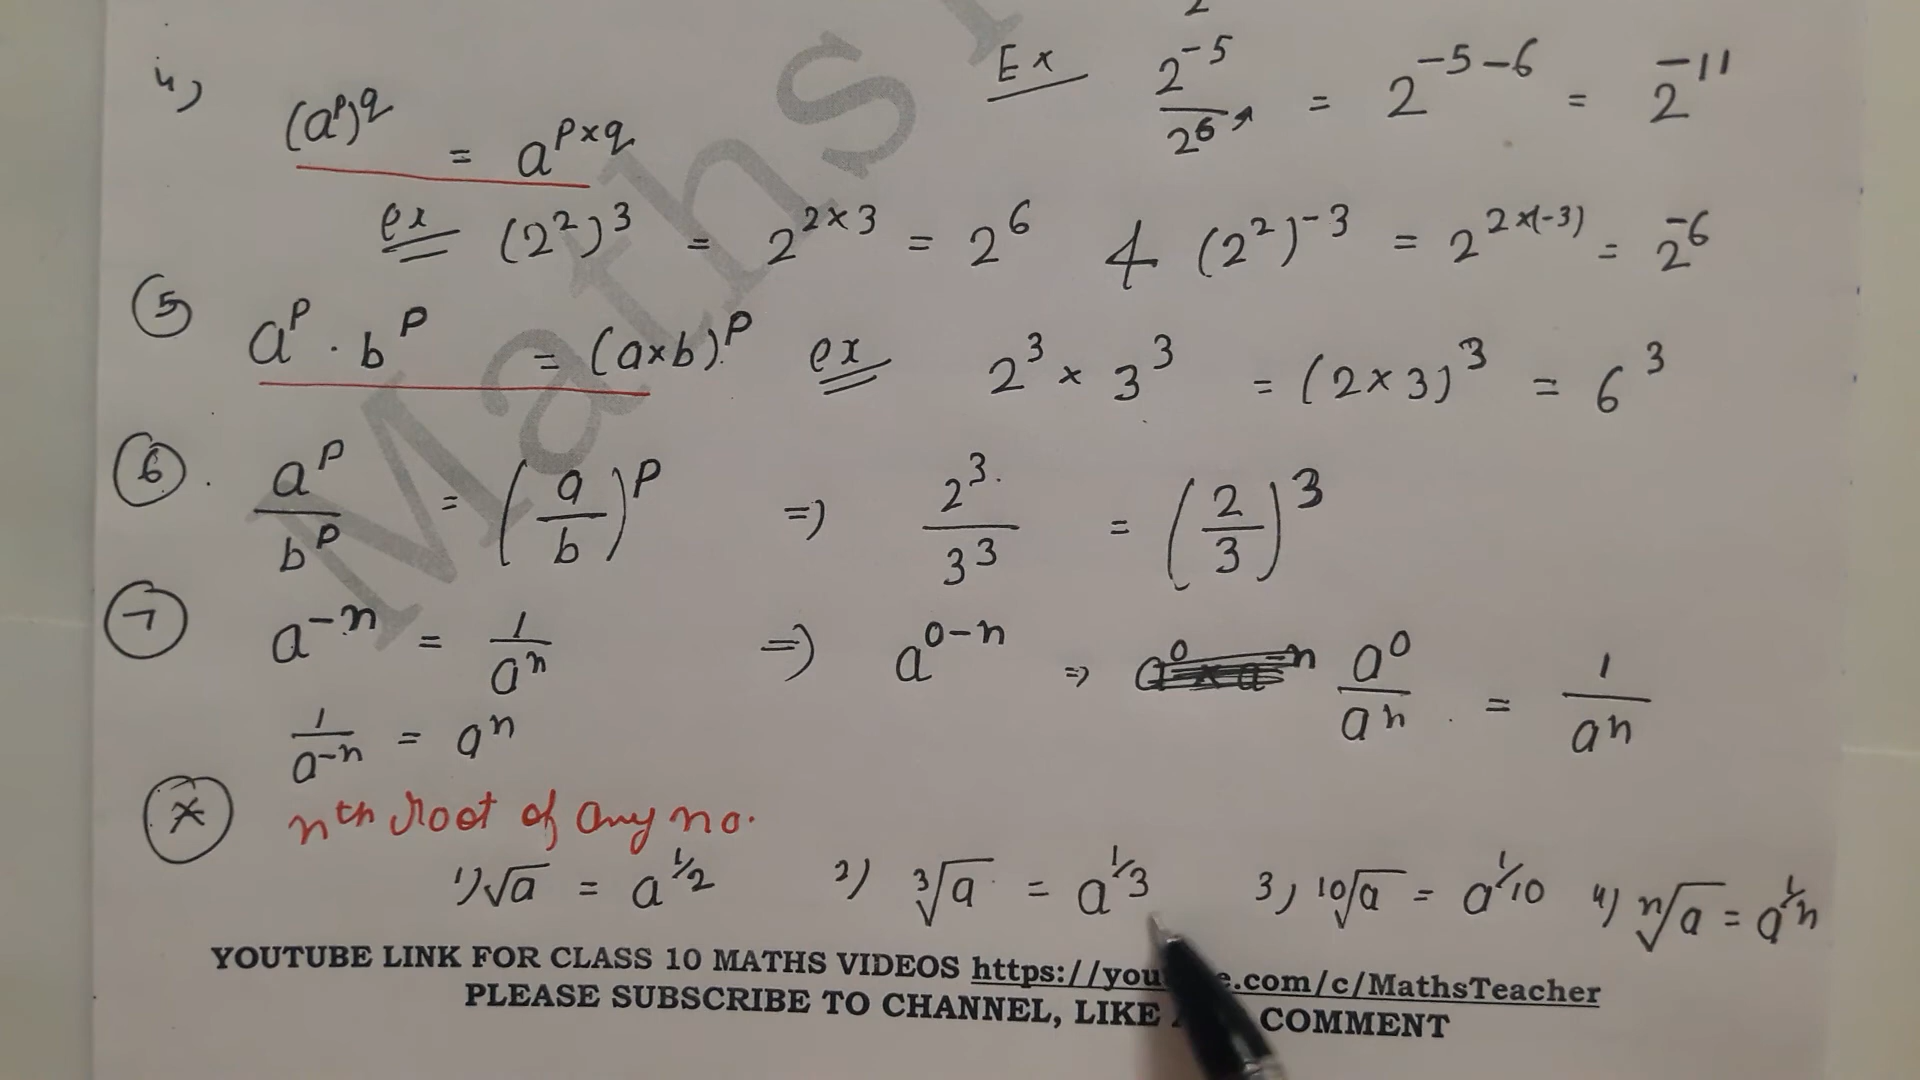 Ex 2^-5 / 2^6 = 2^-5-6 = 2^-11
4) (a^p)^q = a^p×q
ex (2^2)^3 = 2^2×3 = 2^6 & (2^2)^-3 = 2^2×(-3) = 2^-6
5 a^p · b^p = (a×b)^p ex 2^3 × 3^3 = (2×3)^3 = 6^3
6. a^p / b^p = (a/b)^p => 2^3 / 3^3 = (2/3)^3
7 a^-n = 1/a^n => a^0-n => a^0/a^n = 1/a^n
1/a^-n = a^n
* nth root of any no.
1) √a = a^1/2 2) ³√a = a^1/3 3) ¹⁰√a = a^1/10 4) ⁿ√a = a^1/n
YOUTUBE LINK FOR CLASS 10 MATHS VIDEOS https://you e.com/c/MathsTeacher
PLEASE SUBSCRIBE TO CHANNEL, LIKE COMMENT
Maths